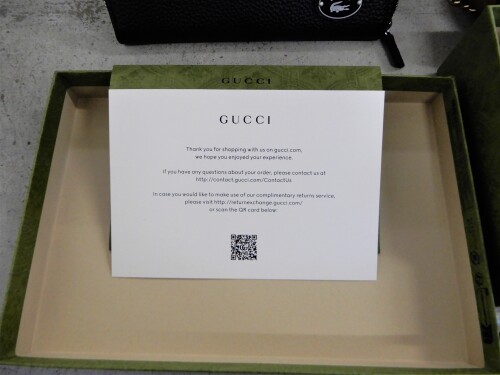 GUCCI
GUCCI
Thank you for shopping with us on gucci.com,
we hope you enjoyed your experience.
If you have any questions about your order, please contact us at
http://contact.gucci.com/ContactUs
In case you would like to make use of our complimentary returns service,
please visit http://returnexchange.gucci.com/
or scan the QR card below